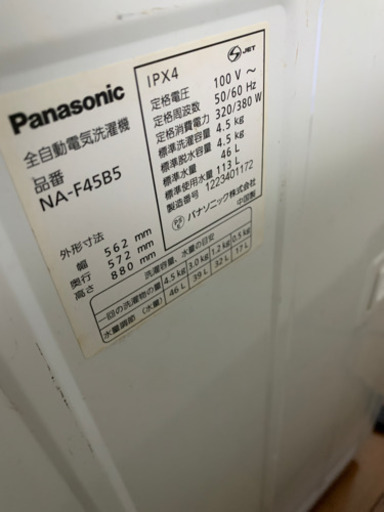 Panasonic
全自動電気洗濯機
品番
NA-F45B5
外形寸法
幅 562 mm
奥行 572 mm
高さ 880 mm
IPX4
JET
定格電圧 100 V～
定格周波数 50/60 Hz
定格消費電力 320/380 W
標準洗濯容量 4.5 kg
標準脱水容量 4.5 kg
標準水量 46 L
標準使用水量 113 L
製造番号 1223401172
パナソニック株式会社
中国製
洗濯容量、水量の目安
一回の洗濯物の量 4.5 kg 3.0 kg 1.2 kg 0.5 kg
水量調節 (水量) 46 L 39 L 32 L 17 L